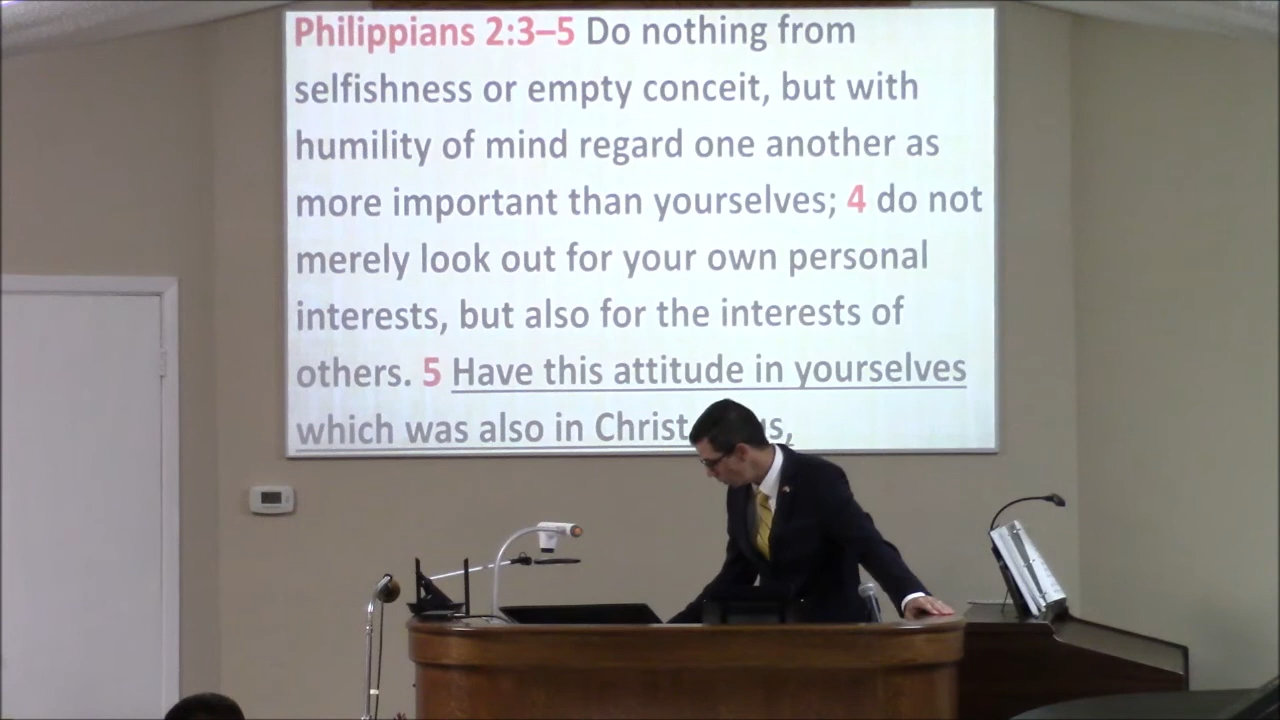 Philippians 2:3–5 Do nothing from
selfishness or empty conceit, but with
humility of mind regard one another as
more important than yourselves; 4 do not
merely look out for your own personal
interests, but also for the interests of
others. 5 Have this attitude in yourselves
which was also in Christ